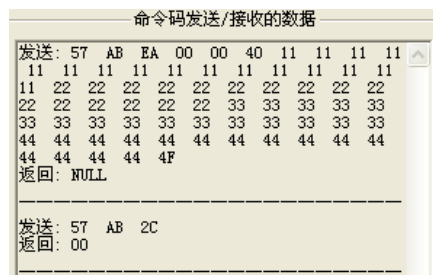 命令码发送/接收的数据
发送: 57 AB EA 00 00 40 11 11 11 11
11 11 11 11 11 11 11 11 11 11 11
11 22 22 22 22 22 22 22 22 22 22
22 22 22 22 22 22 33 33 33 33 33
33 33 33 33 33 33 33 33 33 33 33
44 44 44 44 44 44 44 44 44 44 44
44 44 44 44 4F
返回: NULL
发送: 57 AB 2C
返回: 00